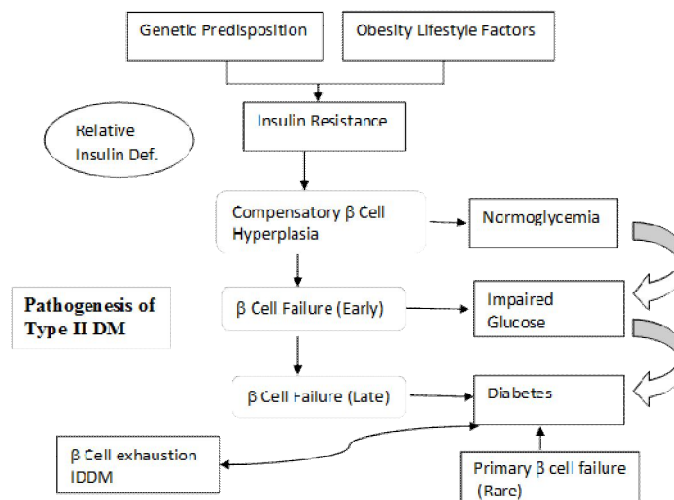 Genetic Predisposition
Obesity Lifestyle Factors
Insulin Resistance
Relative
Insulin Def.
Compensatory β Cell
Hyperplasia
Normoglycemia
Pathogenesis of
Type II DM
β Cell Failure (Early)
Impaired
Glucose
β Cell Failure (Late)
Diabetes
β Cell exhaustion
IDDM
Primary β cell failure
(Rare)